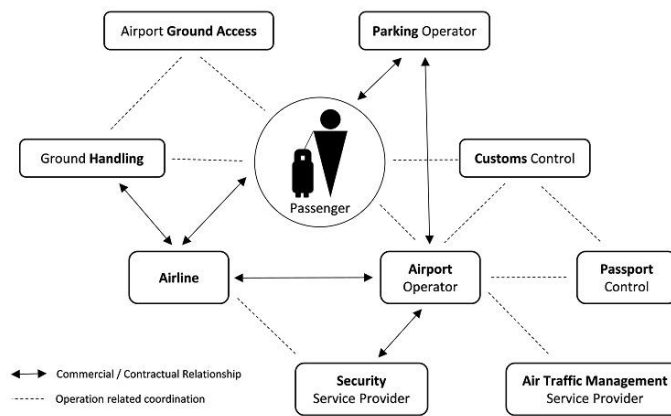 Airport Ground Access
Parking Operator
Ground Handling
Passenger
Customs Control
Airline
Airport
Operator
Passport
Control
Commercial / Contractual Relationship
Operation related coordination
Security
Service Provider
Air Traffic Management
Service Provider